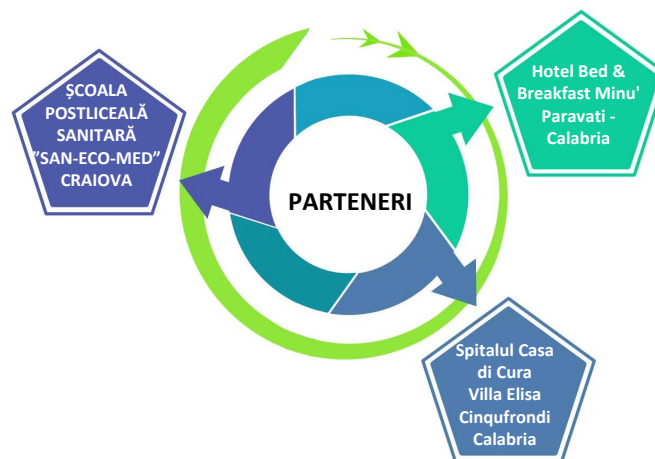 ȘCOALA
POSTLICEALĂ
SANITARĂ
”SAN-ECO-MED”
CRAIOVA
PARTENERI
Hotel Bed &
Breakfast Minu'
Paravati -
Calabria
Spitalul Casa
di Cura
Villa Elisa
Cinqufrondi
Calabria